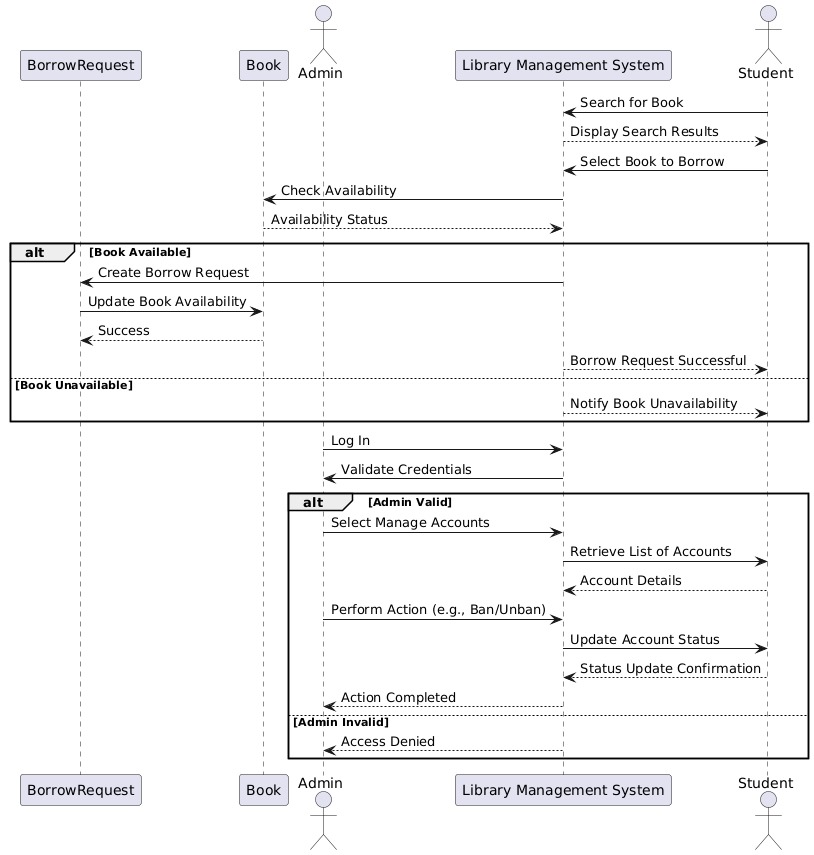 BorrowRequest
Book
Admin
Library Management System
Student
Search for Book
Display Search Results
Select Book to Borrow
Check Availability
Availability Status
alt
[Book Available]
Create Borrow Request
Update Book Availability
Success
Borrow Request Successful
[Book Unavailable]
Notify Book Unavailability
Log In
Validate Credentials
alt
[Admin Valid]
Select Manage Accounts
Retrieve List of Accounts
Account Details
Perform Action (e.g., Ban/Unban)
Update Account Status
Status Update Confirmation
Action Completed
[Admin Invalid]
Access Denied
BorrowRequest
Book
Admin
Library Management System
Student